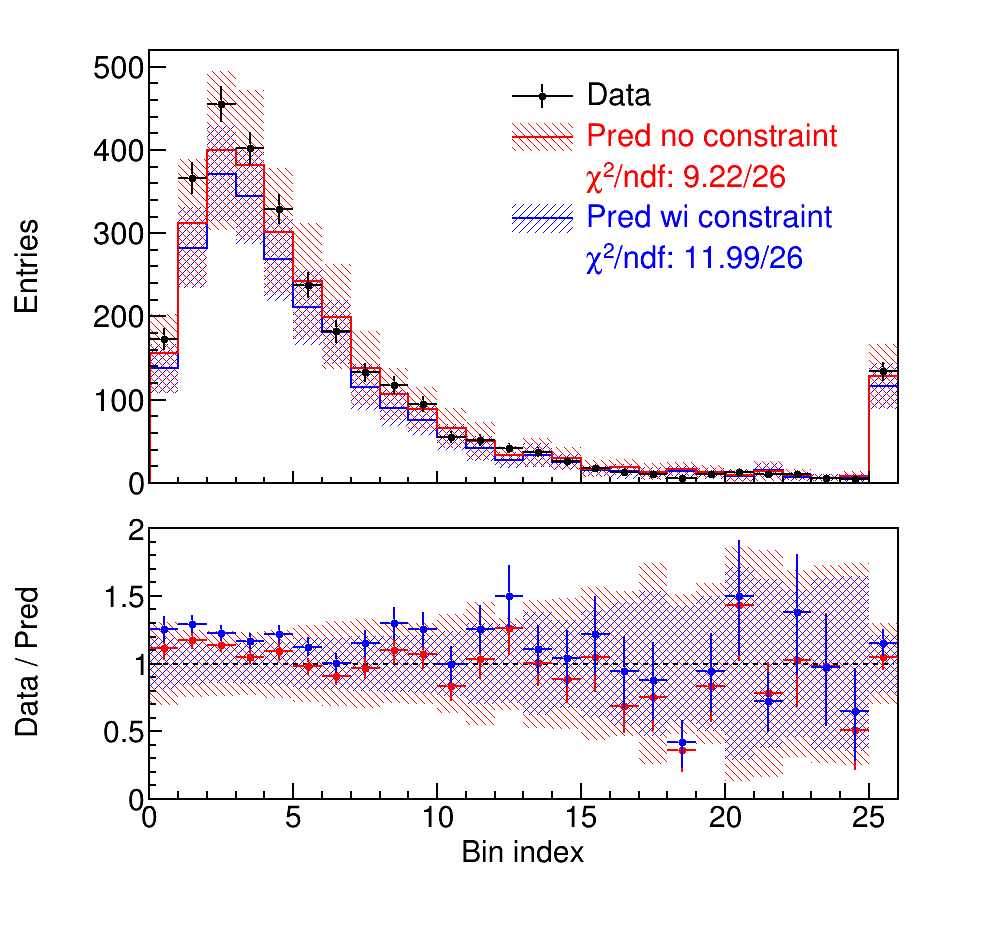 500
400
300
200
100
0
Entries
Data
Pred no constraint
χ²/ndf: 9.22/26
Pred wi constraint
χ²/ndf: 11.99/26
2
1.5
1
0.5
0
Data / Pred
0 5 10 15 20 25
Bin index